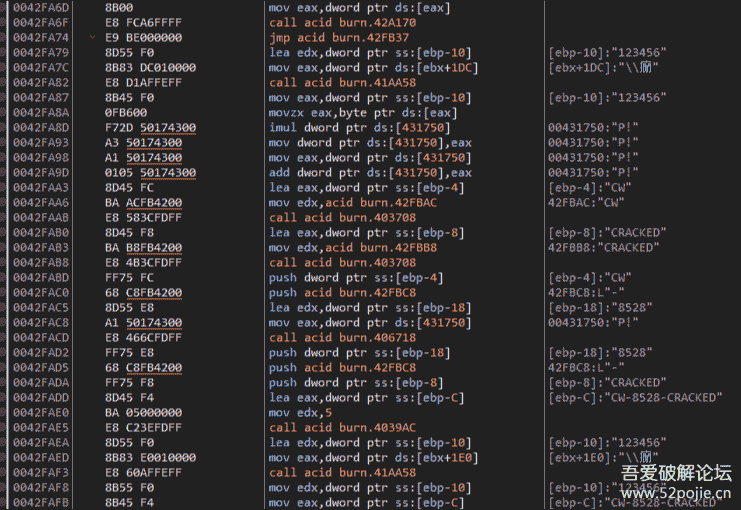 0042FA6D 8B00 mov eax,dword ptr ds:[eax]
0042FA6F E8 FCA6FFFF call acid burn.42A170
0042FA74 E9 BE000000 jmp acid burn.42FB37
0042FA79 8D55 F0 lea edx,dword ptr ss:[ebp-10] [ebp-10]:"123456"
0042FA7C 8B83 DC010000 mov eax,dword ptr ds:[ebx+1DC] [ebx+1DC]:"\\痫"
0042FA82 E8 D1AFFEFF call acid burn.41AA58
0042FA87 8B45 F0 mov eax,dword ptr ss:[ebp-10] [ebp-10]:"123456"
0042FA8A 0FB600 movzx eax,byte ptr ds:[eax]
0042FA8D F72D 50174300 imul dword ptr ds:[431750] 00431750:"P!"
0042FA93 A3 50174300 mov dword ptr ds:[431750],eax 00431750:"P!"
0042FA98 A1 50174300 mov eax,dword ptr ds:[431750] 00431750:"P!"
0042FA9D 0105 50174300 add dword ptr ds:[431750],eax 00431750:"P!"
0042FAA3 8D45 FC lea eax,dword ptr ss:[ebp-4] [ebp-4]:"CW"
0042FAA6 BA ACFB4200 mov edx,acid burn.42FBAC 42FBAC:"CW"
0042FAAB E8 583CFDFF call acid burn.403708
0042FAB0 8D45 F8 lea eax,dword ptr ss:[ebp-8] [ebp-8]:"CRACKED"
0042FAB3 BA B8FB4200 mov edx,acid burn.42FBB8 42FBB8:"CRACKED"
0042FAB8 E8 4B3CFDFF call acid burn.403708
0042FABD FF75 FC push dword ptr ss:[ebp-4] [ebp-4]:"CW"
0042FAC0 68 C8FB4200 push acid burn.42FBC8 42FBC8:L"-"
0042FAC5 8D55 E8 lea edx,dword ptr ss:[ebp-18] [ebp-18]:"8528"
0042FAC8 A1 50174300 mov eax,dword ptr ds:[431750] 00431750:"P!"
0042FACD E8 466CFDFF call acid burn.406718
0042FAD2 FF75 E8 push dword ptr ss:[ebp-18] [ebp-18]:"8528"
0042FAD5 68 C8FB4200 push acid burn.42FBC8 42FBC8:L"-"
0042FADA FF75 F8 push dword ptr ss:[ebp-8] [ebp-8]:"CRACKED"
0042FADD 8D45 F4 lea eax,dword ptr ss:[ebp-C] [ebp-C]:"CW-8528-CRACKED"
0042FAE0 BA 05000000 mov edx,5
0042FAE5 E8 C23EFDFF call acid burn.4039AC
0042FAEA 8D55 F0 lea edx,dword ptr ss:[ebp-10] [ebp-10]:"123456"
0042FAED 8B83 E0010000 mov eax,dword ptr ds:[ebx+1E0] [ebx+1E0]:"\\痫"
0042FAF3 E8 60AFFEFF call acid burn.41AA58
0042FAF8 8B55 F0 mov edx,dword ptr ss:[ebp-10] [ebp-10]:"123456"
0042FAFB 8B45 F4 mov eax,dword ptr ss:[ebp-C] [ebp-C]:"CW-8528-CRACKED"
吾爱破解论坛
www.52pojie.cn